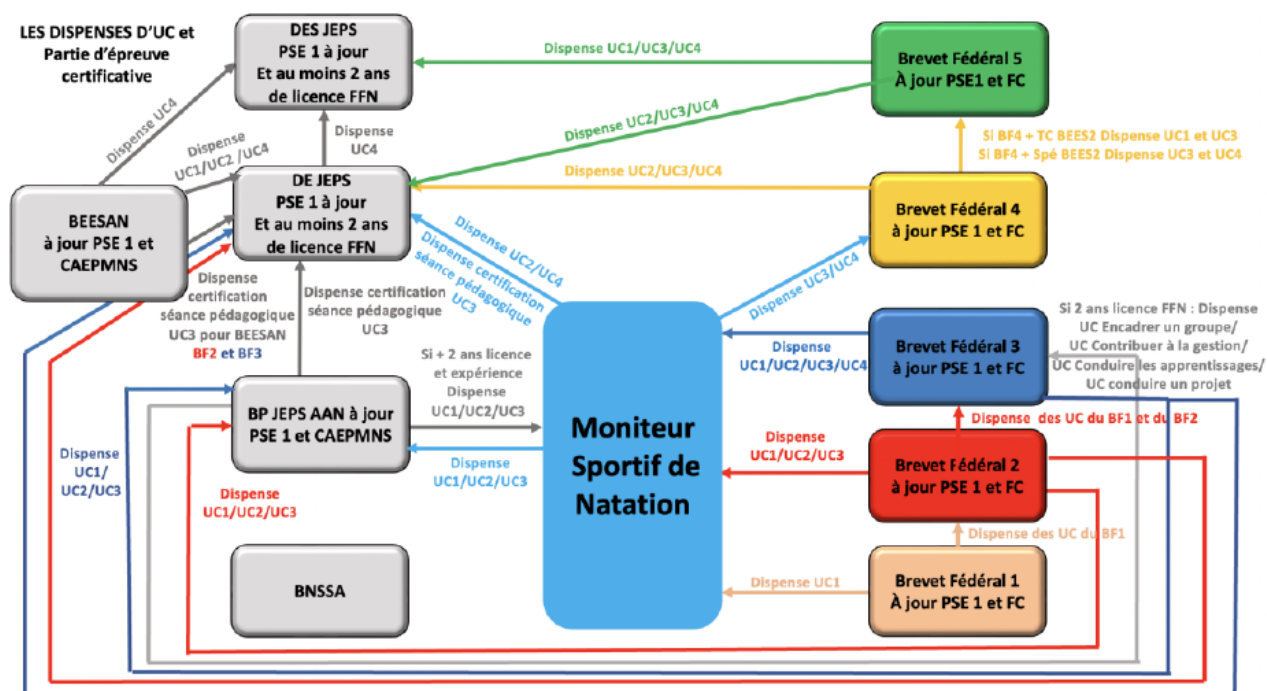 LES DISPENSES D'UC et
Partie d'épreuve
certificative
DES JEPS
PSE 1 à jour
Et au moins 2 ans
de licence FFN
Dispense UC1/UC3/UC4
Brevet Fédéral 5
À jour PSE1 et FC
Dispense UC4
Dispense
UC1/UC2 /UC4
Dispense
UC4
Dispense UC2/UC3/UC4
Si BF4 + TC BEES2 Dispense UC1 et UC3
Si BF4 + Spé BEES2 Dispense UC3 et UC4
BEESAN
à jour PSE 1 et
CAEPMNS
DE JEPS
PSE 1 à jour
Et au moins 2 ans
de licence FFN
Dispense UC2/UC3/UC4
Brevet Fédéral 4
à jour PSE 1 et FC
Dispense UC2/UC4
Dispense certification
séance pédagogique
UC3
Dispense UC3/UC4
Dispense
certification
séance pédagogique
UC3 pour BEESAN
BF2 et BF3
Dispense certification
séance pédagogique
UC3
Moniteur
Sportif de
Natation
Dispense
UC1/UC2/UC3/UC4
Brevet Fédéral 3
à jour PSE 1 et FC
Si 2 ans licence FFN : Dispense
UC Encadrer un groupe/
UC Contribuer à la gestion/
UC Conduire les apprentissages/
UC conduire un projet
Si + 2 ans licence
et expérience
Dispense
UC1/UC2/UC3
BP JEPS AAN à jour
PSE 1 et CAEPMNS
Dispense
UC1/UC2/UC3
Dispense des UC du BF1 et du BF2
Dispense
UC1/
UC2/UC3
Dispense
UC1/UC2/UC3
Dispense
UC1/UC2/UC3
Brevet Fédéral 2
à jour PSE 1 et FC
Dispense des UC du BF1
BNSSA
Dispense UC1
Brevet Fédéral 1
À jour PSE 1 et FC